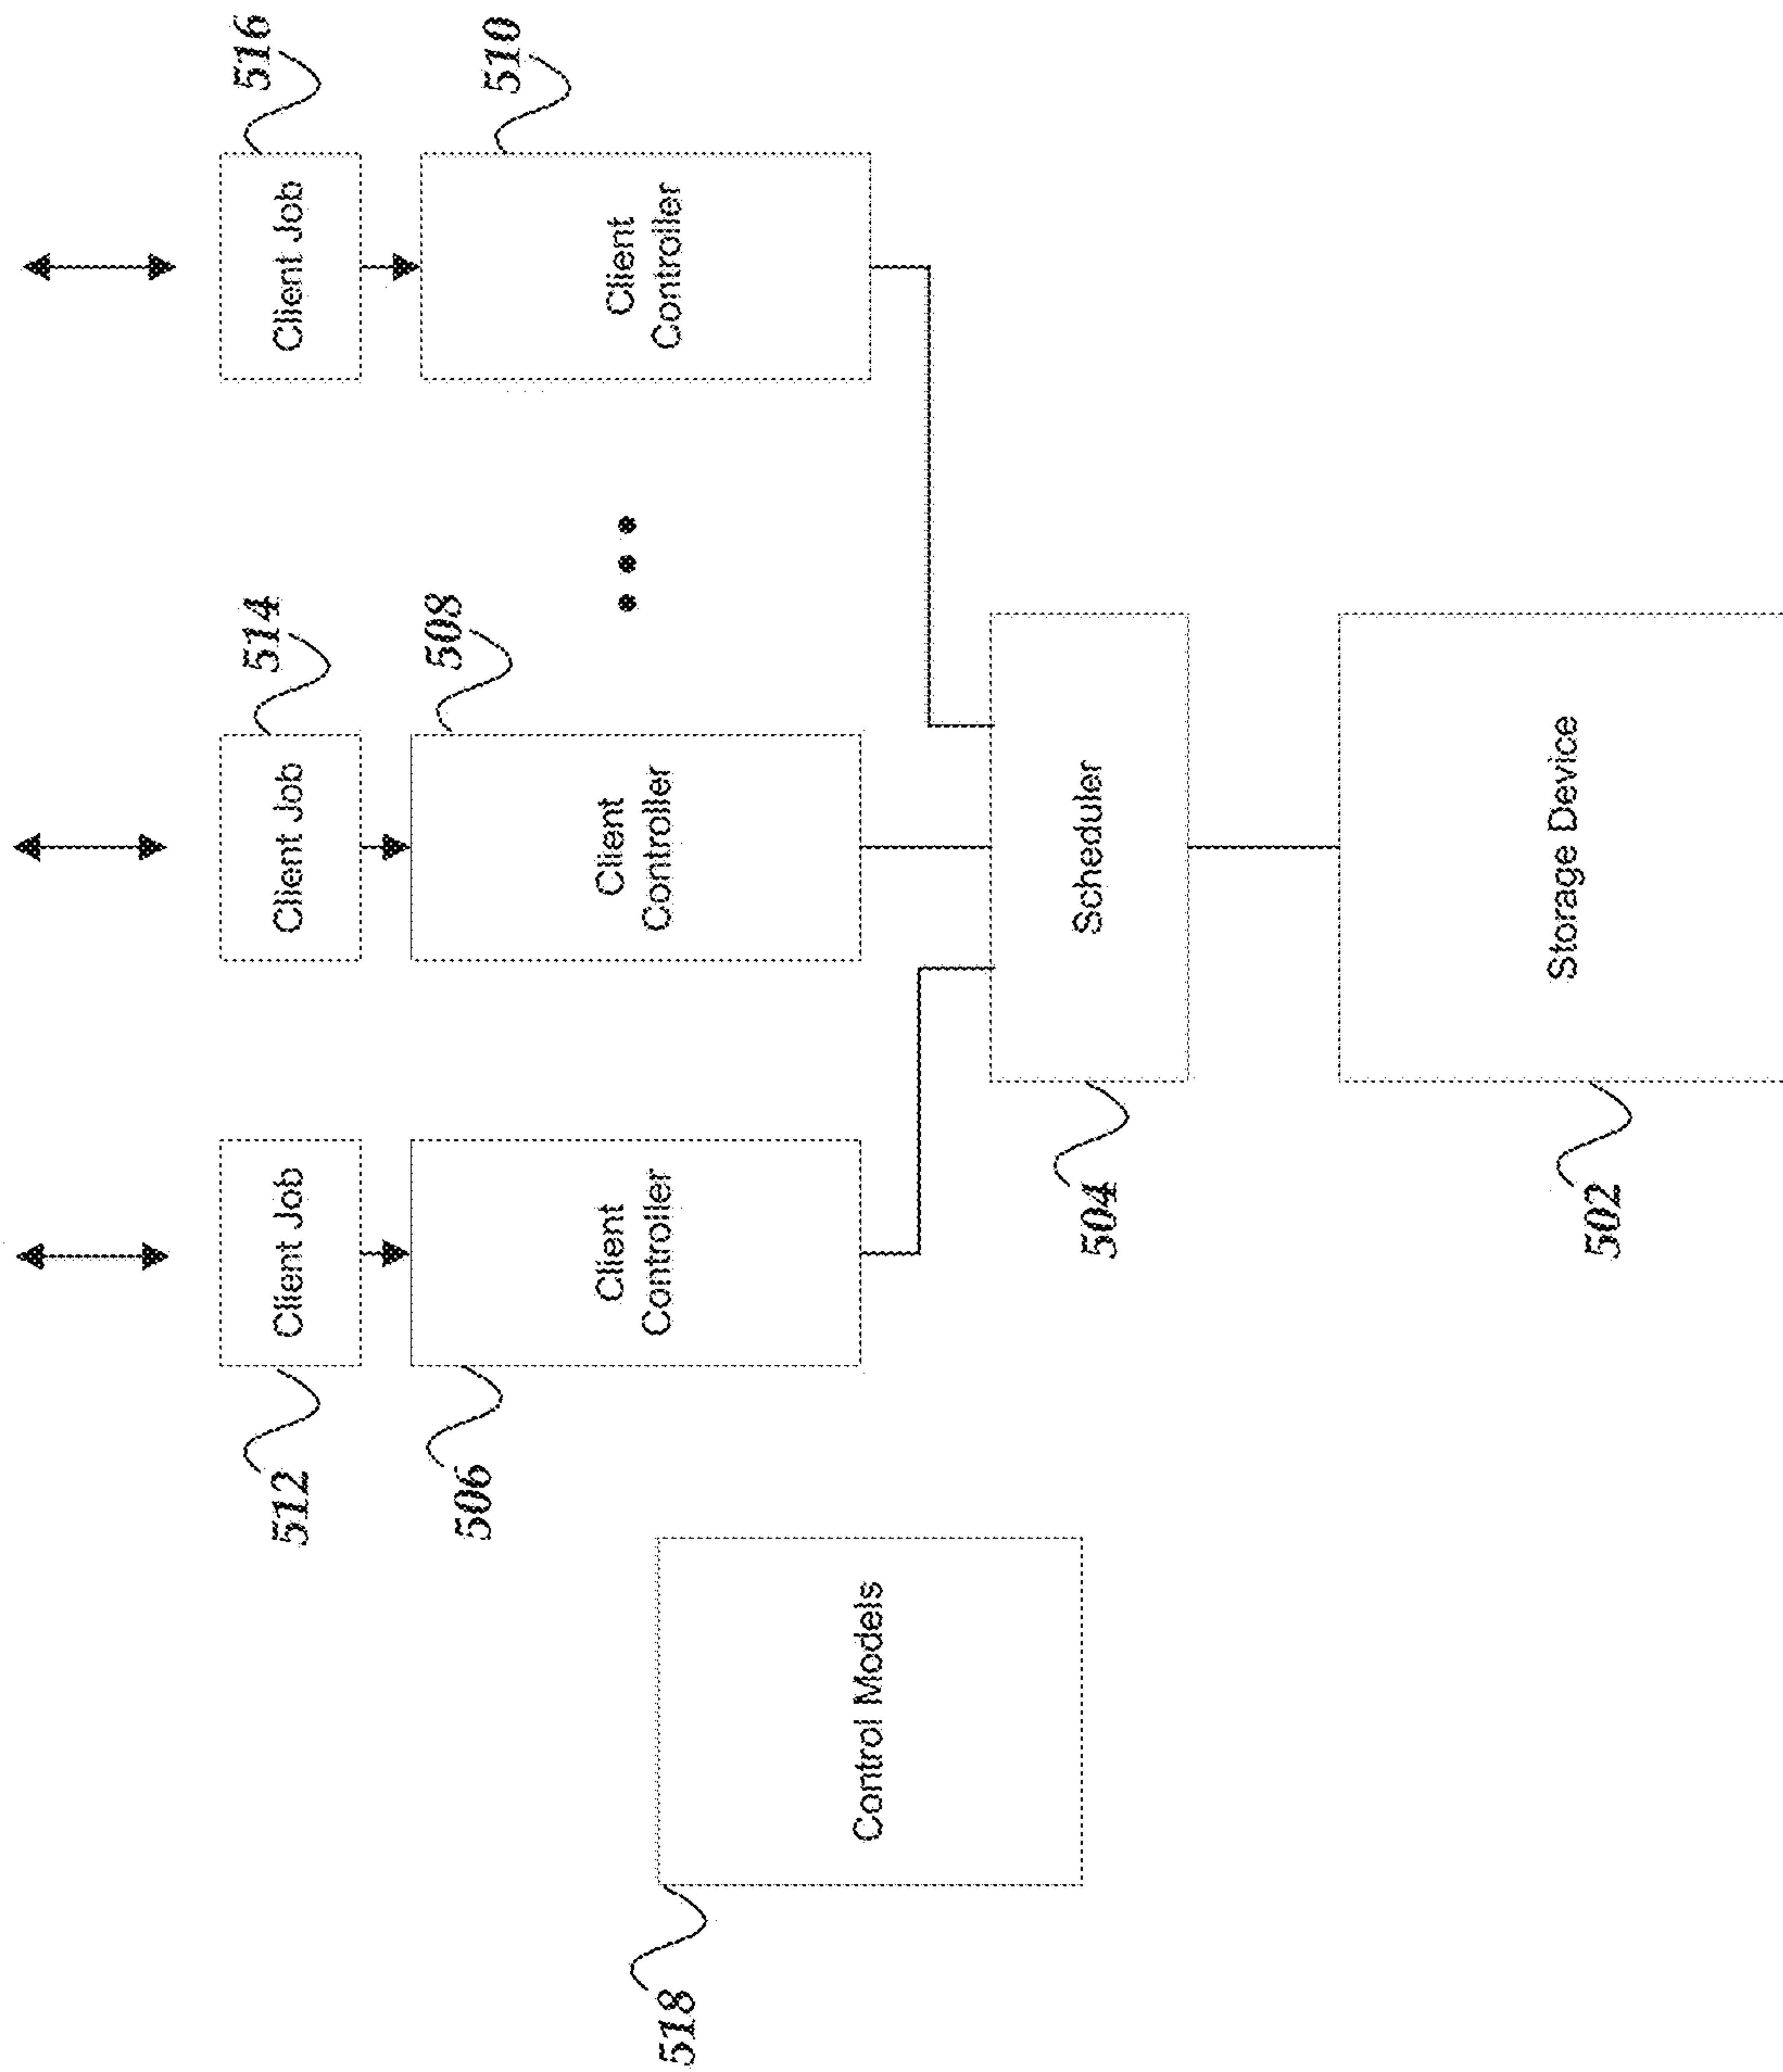 512
Client Job
Client Job
514
Client Job
516
506
Client
Controller
Client
Controller
508
Client
Controller
510
518
Control Models
504
Scheduler
502
Storage Device